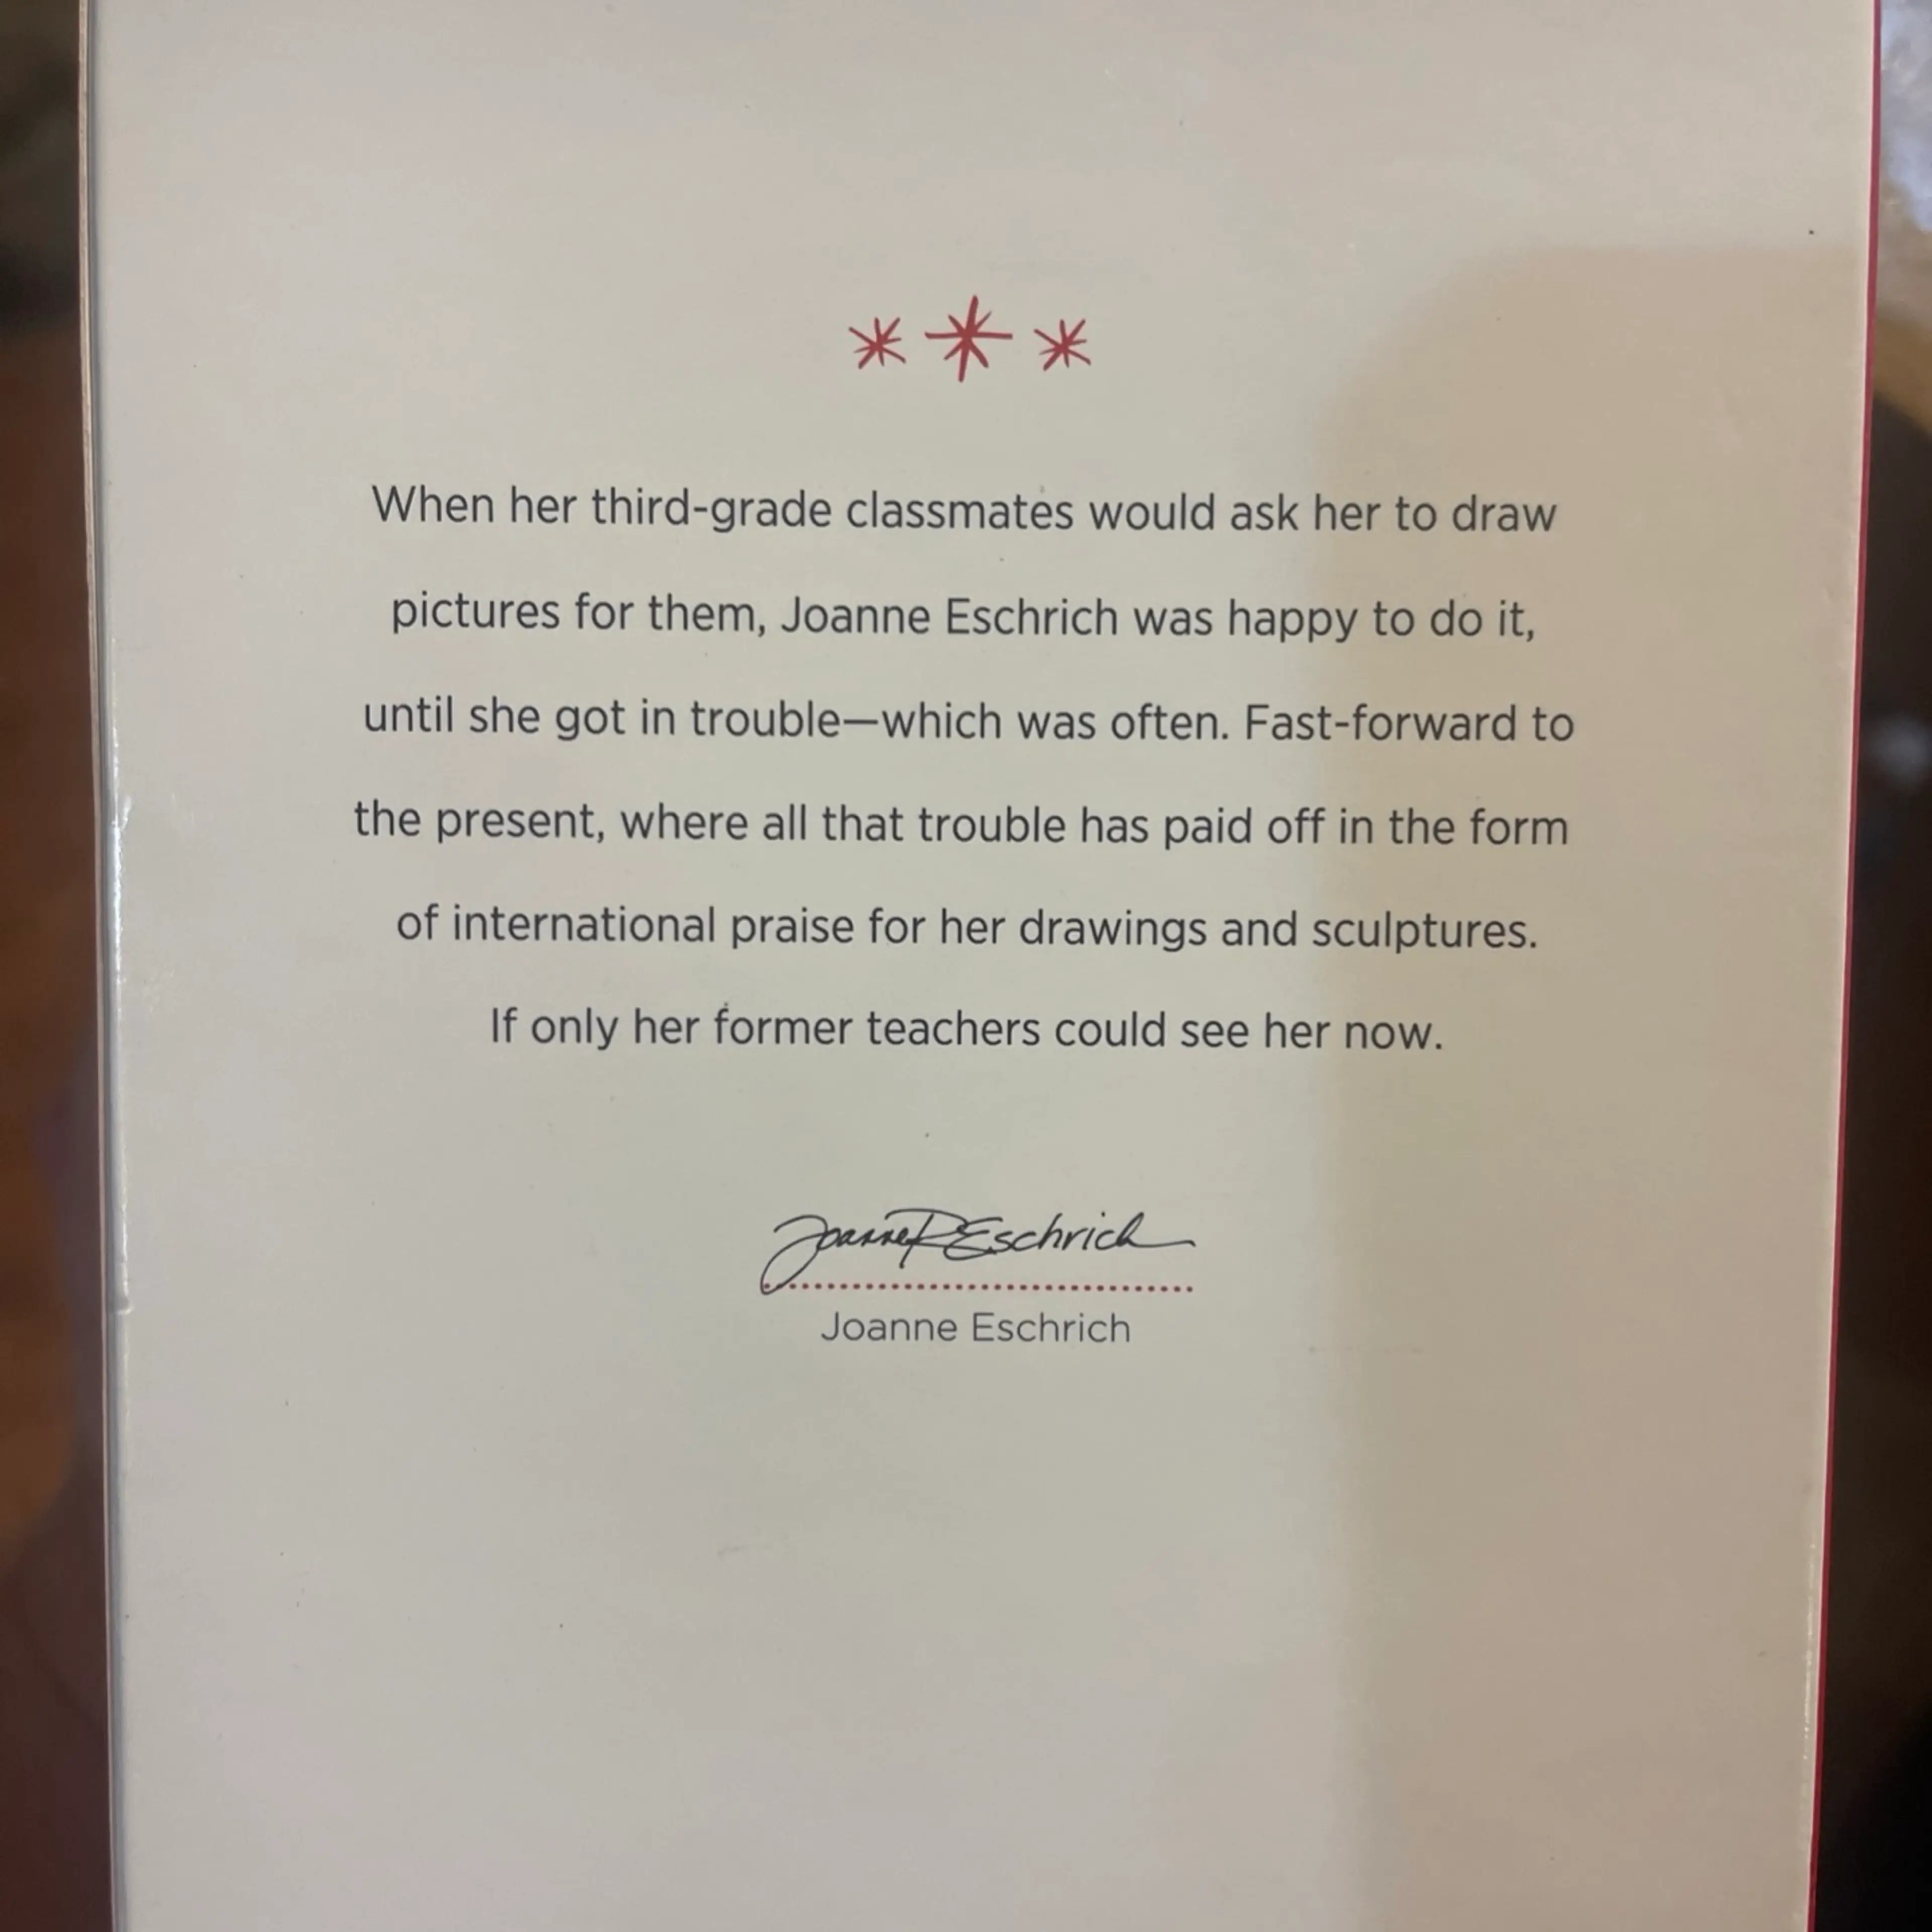 When her third-grade classmates would ask her to draw
pictures for them, Joanne Eschrich was happy to do it,
until she got in trouble—which was often. Fast-forward to
the present, where all that trouble has paid off in the form
of international praise for her drawings and sculptures.
If only her former teachers could see her now.
Joanne P Eschrich
Joanne Eschrich